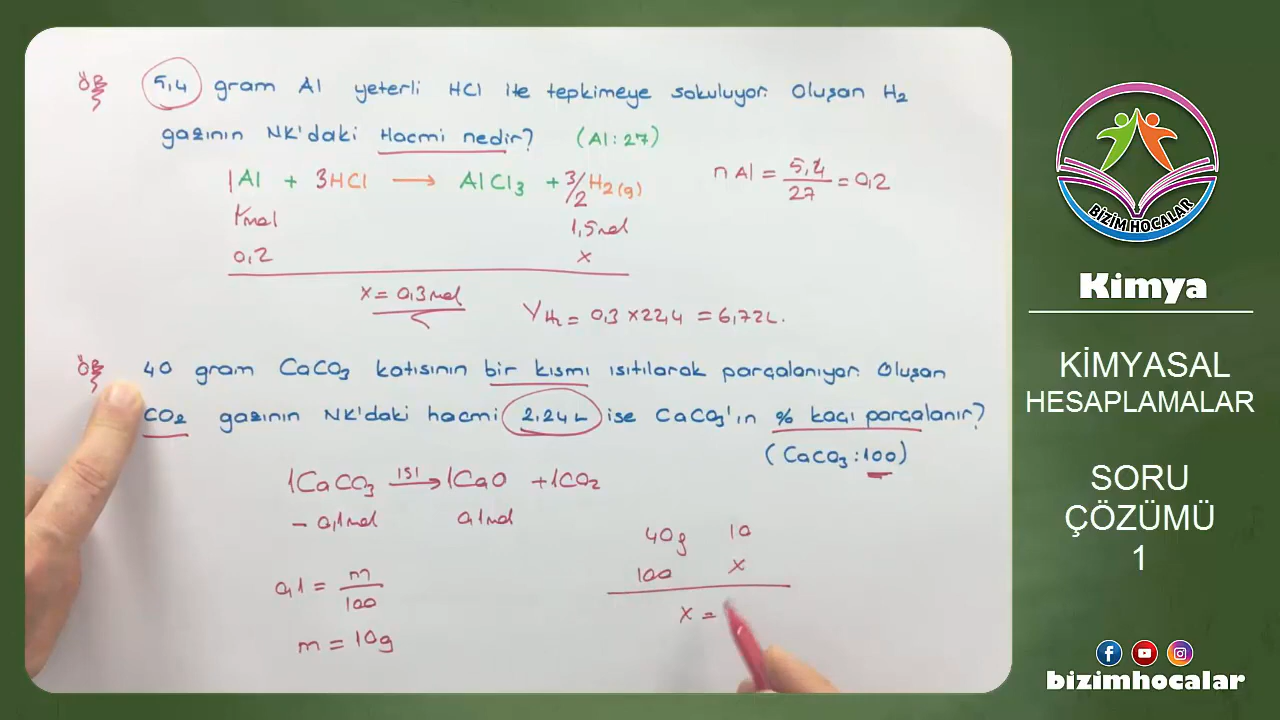 ÖR 5,4 gram Al yeterli HCl ile tepkimeye sokuluyor. Oluşan H₂
gazının NK'daki Hacmi nedir? (Al:27)
1Al + 3HCl → AlCl₃ + 3/2 H₂(g)
1mol 1,5mol
0,2 x
x = 0,3mol
nAl = 5,4/27 = 0,2
V H₂ = 0,3 x 22,4 = 6,72L.
ÖR 40 gram CaCO₃ katısının bir kısmı ısıtılarak parçalanıyor. Oluşan
CO₂ gazının NK'daki hacmi 2.24L ise CaCO₃'ın % kaçı parçalanır?
(CaCO₃:100)
1CaCO₃ ısı → 1CaO + 1CO₂
- 0,1mol 0,1mol
0,1 = m/100
m = 10g
40g 10
100 x
x =
BİZİM HOCALAR
Kimya
KİMYASAL
HESAPLAMALAR
SORU
ÇÖZÜMÜ
1
bizimhocalar